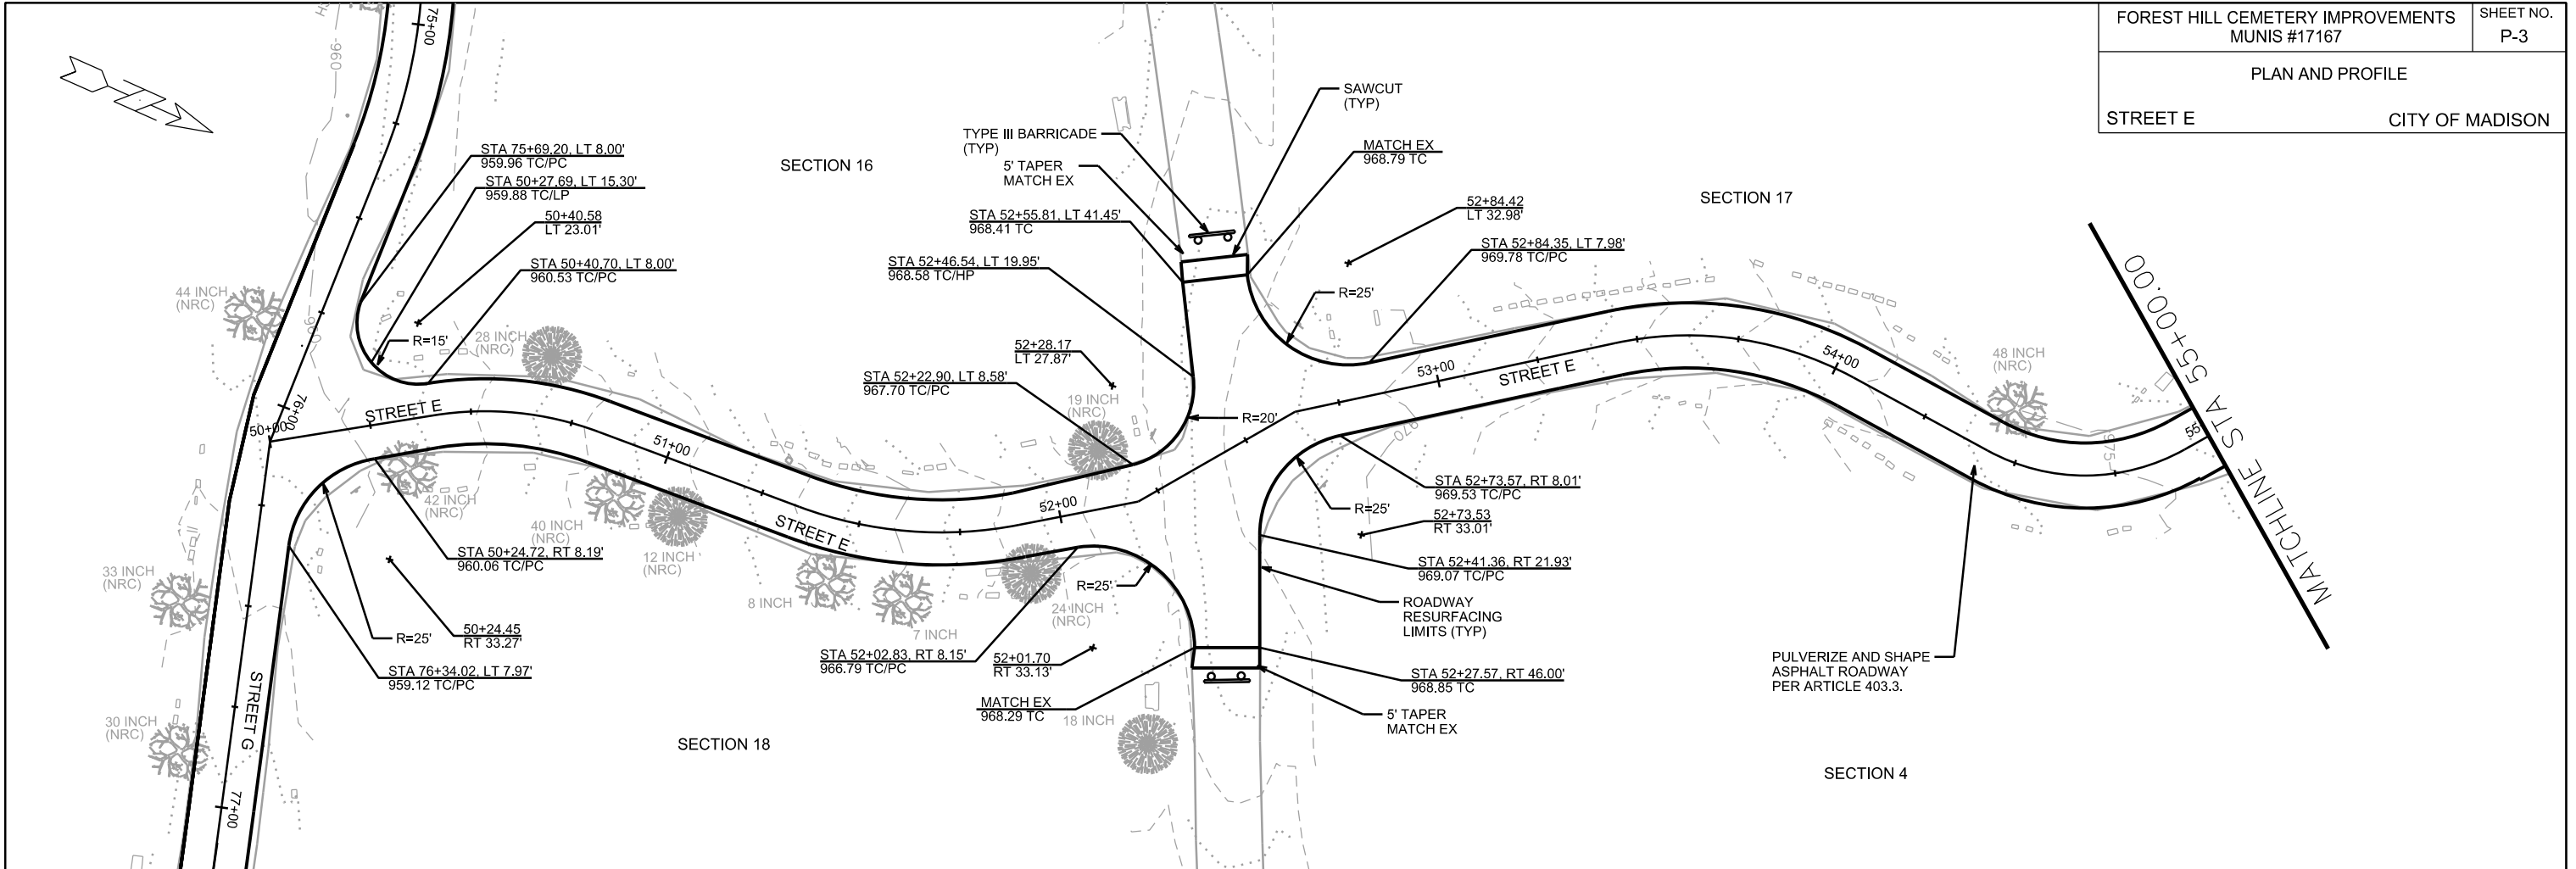 FOREST HILL CEMETERY IMPROVEMENTS
MUNIS #17167
SHEET NO.
P-3
PLAN AND PROFILE
STREET E
CITY OF MADISON
75+00
960
STA 75+69.20, LT 8.00'
959.96 TC/PC
STA 50+27.69, LT 15.30'
959.88 TC/LP
50+40.58
LT 23.01'
STA 50+40.70, LT 8.00'
960.53 TC/PC
SECTION 16
TYPE III BARRICADE
(TYP)
5' TAPER
MATCH EX
STA 52+55.81, LT 41.45'
968.41 TC
STA 52+46.54, LT 19.95'
968.58 TC/HP
52+28.17
LT 27.87'
STA 52+22.90, LT 8.58'
967.70 TC/PC
SAWCUT
(TYP)
MATCH EX
968.79 TC
52+84.42
LT 32.98'
STA 52+84.35, LT 7.98'
969.78 TC/PC
R=25'
SECTION 17
44 INCH
(NRC)
960
R=15'
28 INCH
(NRC)
19 INCH
(NRC)
R=20'
48 INCH
(NRC)
MATCHLINE STA 55+00.00
50+00
76+00
STREET E
51+00
STREET E
52+00
53+00
STREET E
54+00
55
970
975
42 INCH
(NRC)
40 INCH
(NRC)
12 INCH
(NRC)
8 INCH
7 INCH
24 INCH
(NRC)
18 INCH
33 INCH
(NRC)
30 INCH
(NRC)
STA 50+24.72, RT 8.19'
960.06 TC/PC
R=25'
50+24.45
RT 33.27'
STA 76+34.02, LT 7.97'
959.12 TC/PC
STREET G
77+00
SECTION 18
R=25'
STA 52+02.83, RT 8.15'
966.79 TC/PC
52+01.70
RT 33.13'
MATCH EX
968.29 TC
STA 52+73.57, RT 8.01'
969.53 TC/PC
R=25'
52+73.53
RT 33.01'
STA 52+41.36, RT 21.93'
969.07 TC/PC
ROADWAY
RESURFACING
LIMITS (TYP)
STA 52+27.57, RT 46.00'
968.85 TC
5' TAPER
MATCH EX
PULVERIZE AND SHAPE
ASPHALT ROADWAY
PER ARTICLE 403.3.
SECTION 4